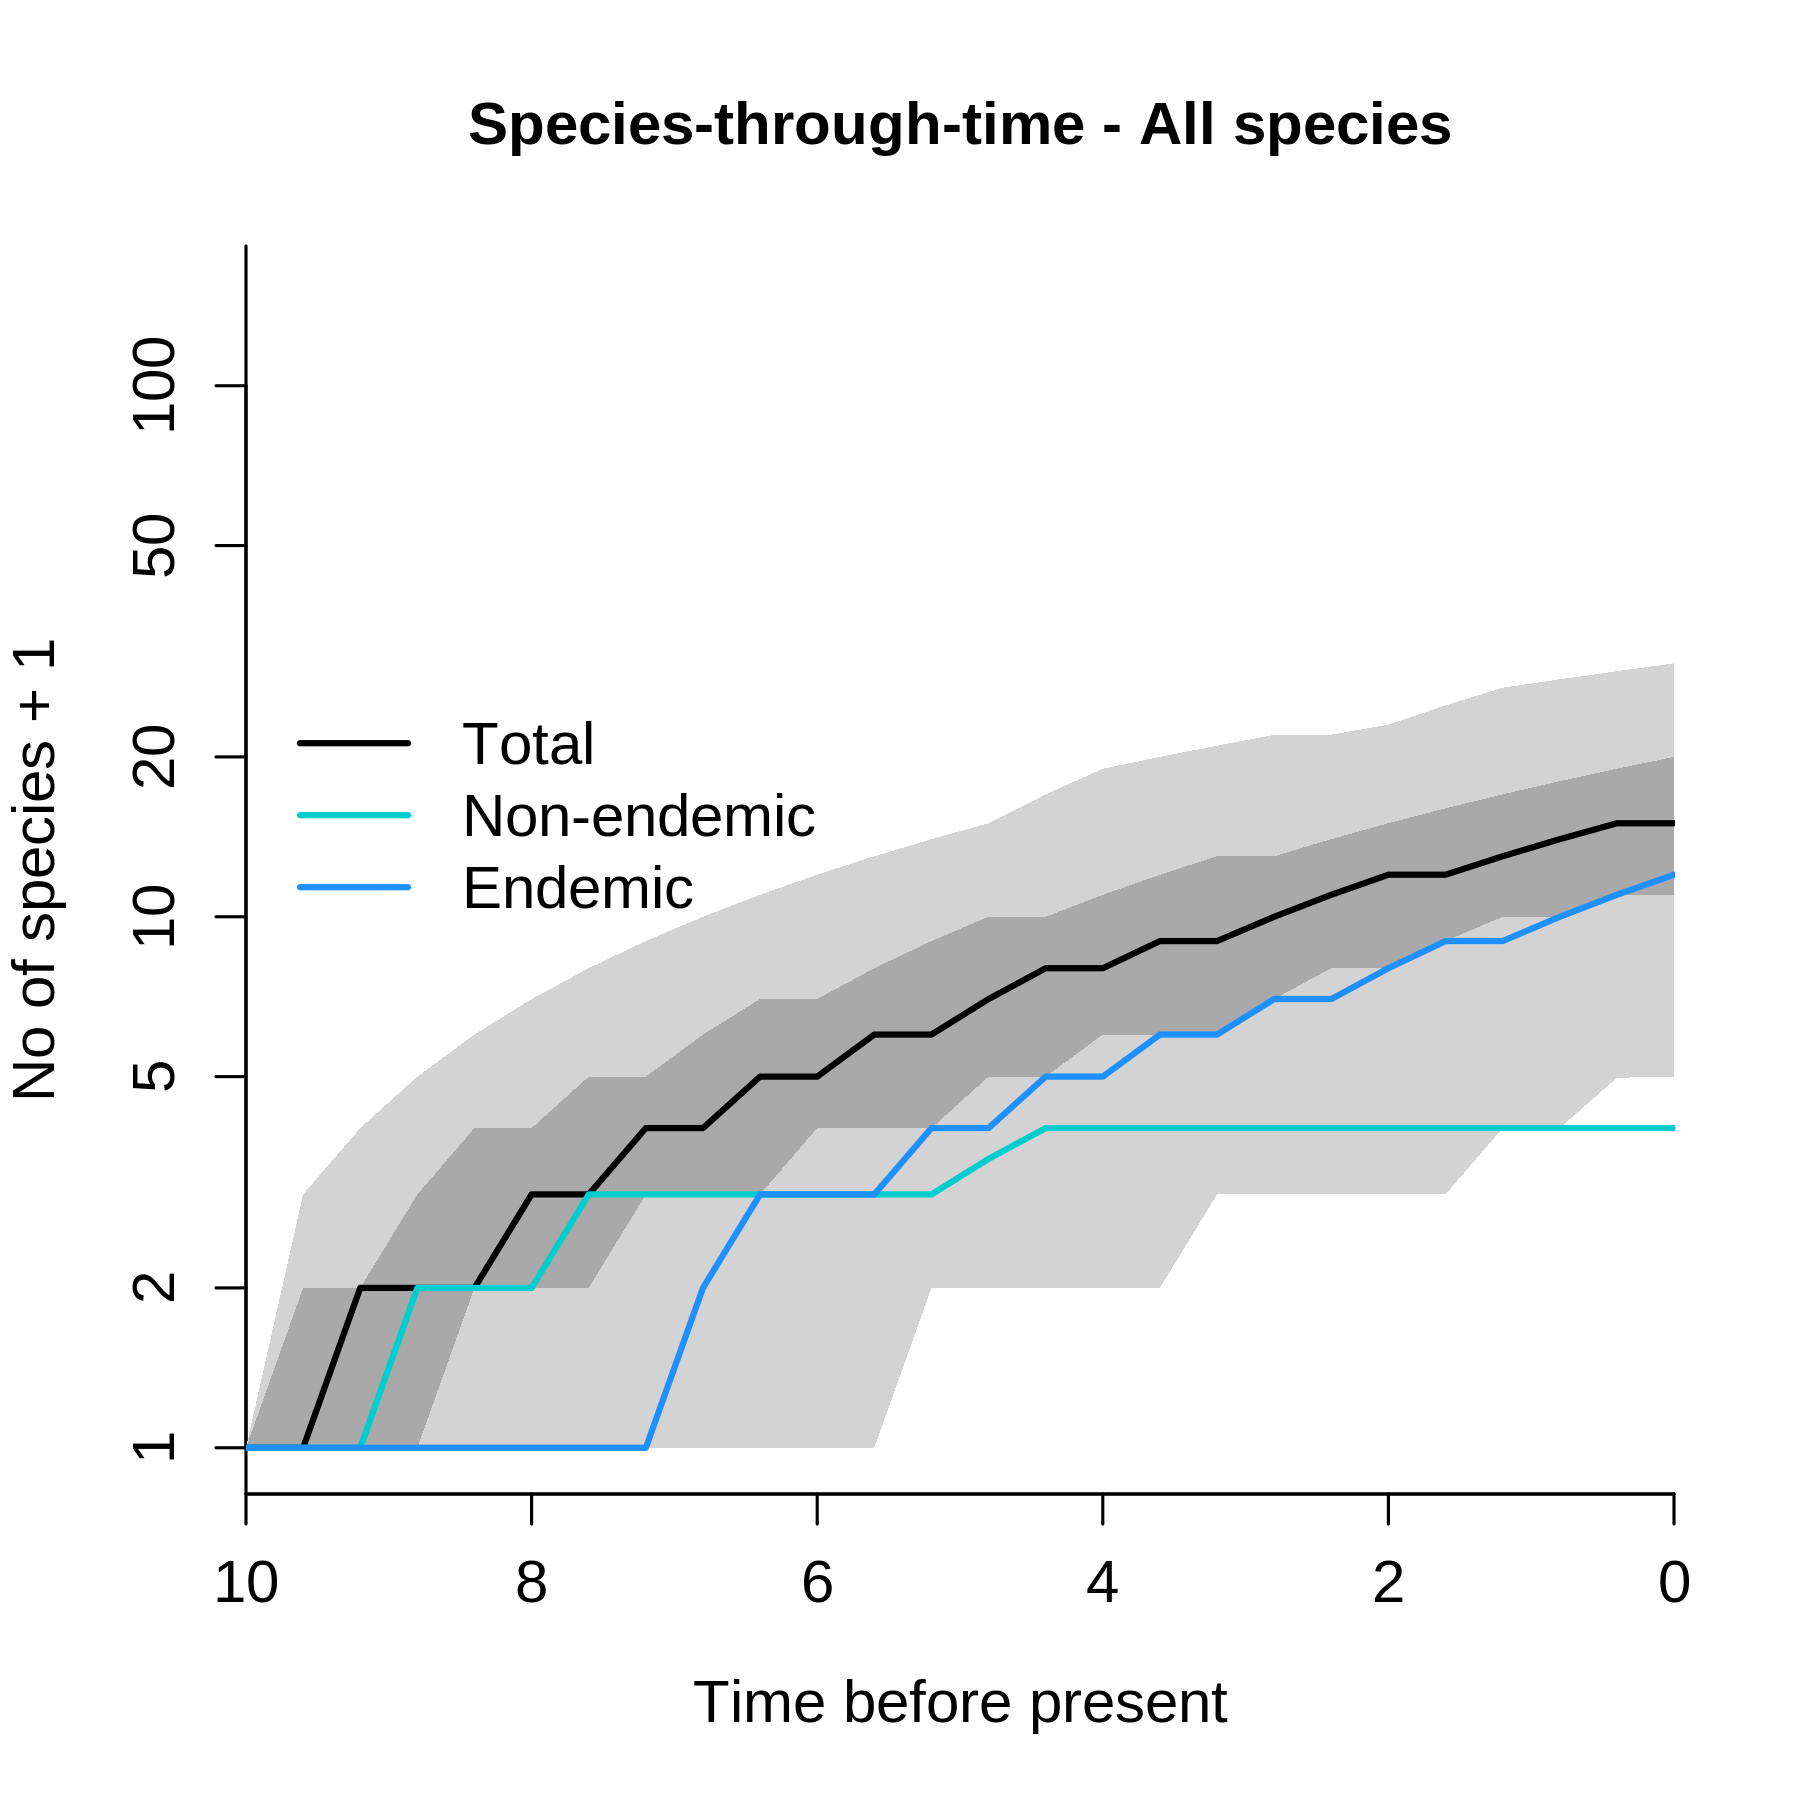 Species-through-time - All species
No of species + 1
100
50
20
10
5
2
1
Total
Non-endemic
Endemic
10 8 6 4 2 0
Time before present